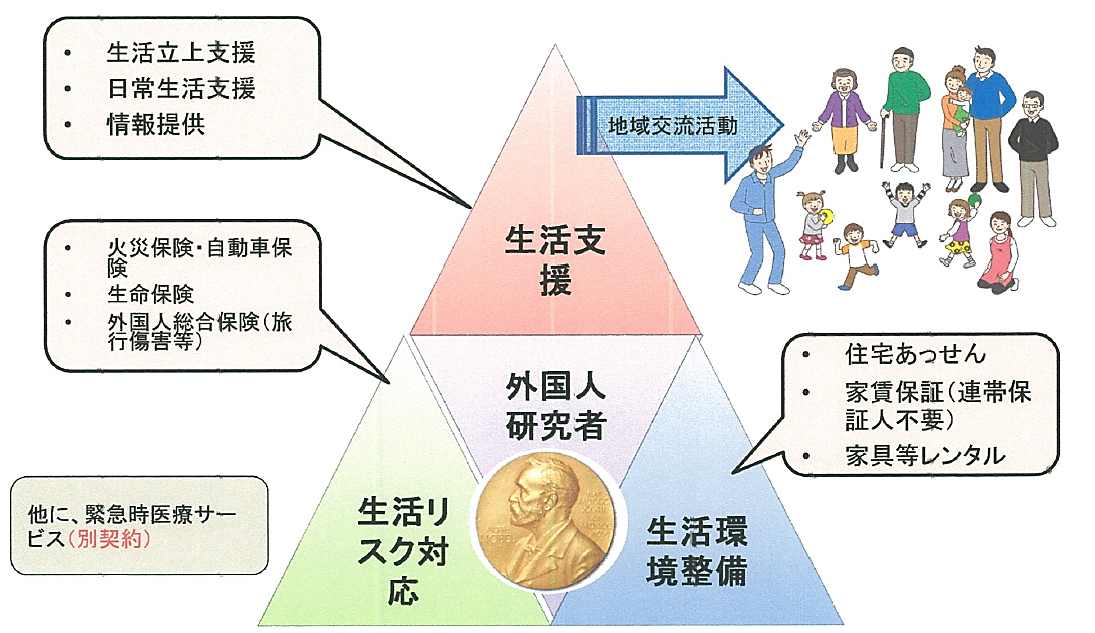 • 生活立上支援
• 日常生活支援
• 情報提供
地域交流活動
生活支
援
• 火災保険・自動車保
険
• 生命保険
• 外国人総合保険(旅
行傷害等)
外国人
研究者
• 住宅あっせん
• 家賃保証(連帯保
証人不要)
• 家具等レンタル
生活リ
スク対
応
生活環
境整備
他に、緊急時医療サー
ビス(別契約)